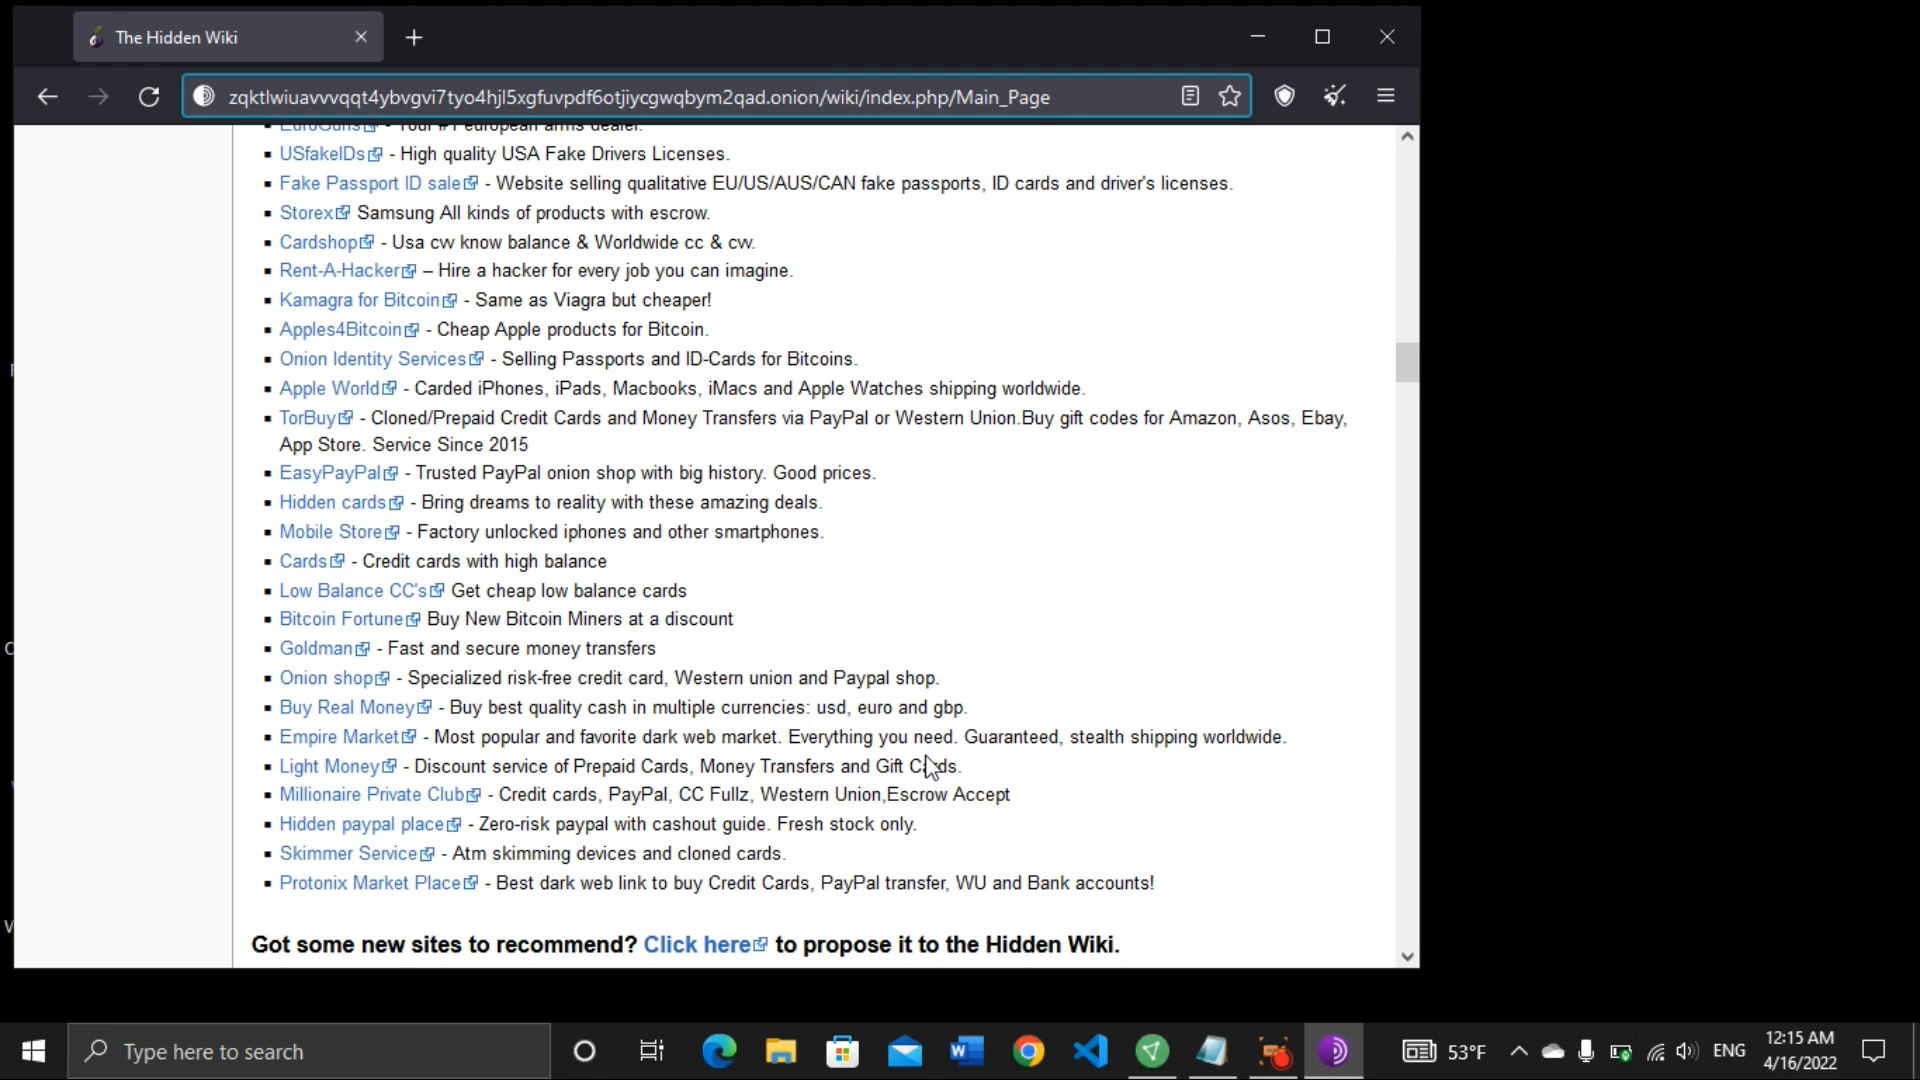 The Hidden Wiki
zqktlwiuavvvqqt4ybvgvi7tyo4hjl5xgfuvpdf6otjiycgwqbym2qad.onion/wiki/index.php/Main_Page
EuroGuns - Your #1 european arms dealer.
USfakeIDs - High quality USA Fake Drivers Licenses.
Fake Passport ID sale - Website selling qualitative EU/US/AUS/CAN fake passports, ID cards and driver's licenses.
Storex Samsung All kinds of products with escrow.
Cardshop - Usa cw know balance & Worldwide cc & cw.
Rent-A-Hacker – Hire a hacker for every job you can imagine.
Kamagra for Bitcoin - Same as Viagra but cheaper!
Apples4Bitcoin - Cheap Apple products for Bitcoin.
Onion Identity Services - Selling Passports and ID-Cards for Bitcoins.
Apple World - Carded iPhones, iPads, Macbooks, iMacs and Apple Watches shipping worldwide.
TorBuy - Cloned/Prepaid Credit Cards and Money Transfers via PayPal or Western Union.Buy gift codes for Amazon, Asos, Ebay,
App Store. Service Since 2015
EasyPayPal - Trusted PayPal onion shop with big history. Good prices.
Hidden cards - Bring dreams to reality with these amazing deals.
Mobile Store - Factory unlocked iphones and other smartphones.
Cards - Credit cards with high balance
Low Balance CC's Get cheap low balance cards
Bitcoin Fortune Buy New Bitcoin Miners at a discount
Goldman - Fast and secure money transfers
Onion shop - Specialized risk-free credit card, Western union and Paypal shop.
Buy Real Money - Buy best quality cash in multiple currencies: usd, euro and gbp.
Empire Market - Most popular and favorite dark web market. Everything you need. Guaranteed, stealth shipping worldwide.
Light Money - Discount service of Prepaid Cards, Money Transfers and Gift Cards.
Millionaire Private Club - Credit cards, PayPal, CC Fullz, Western Union,Escrow Accept
Hidden paypal place - Zero-risk paypal with cashout guide. Fresh stock only.
Skimmer Service - Atm skimming devices and cloned cards.
Protonix Market Place - Best dark web link to buy Credit Cards, PayPal transfer, WU and Bank accounts!
Got some new sites to recommend? Click here to propose it to the Hidden Wiki.
Type here to search
53°F
ENG
12:15 AM
4/16/2022